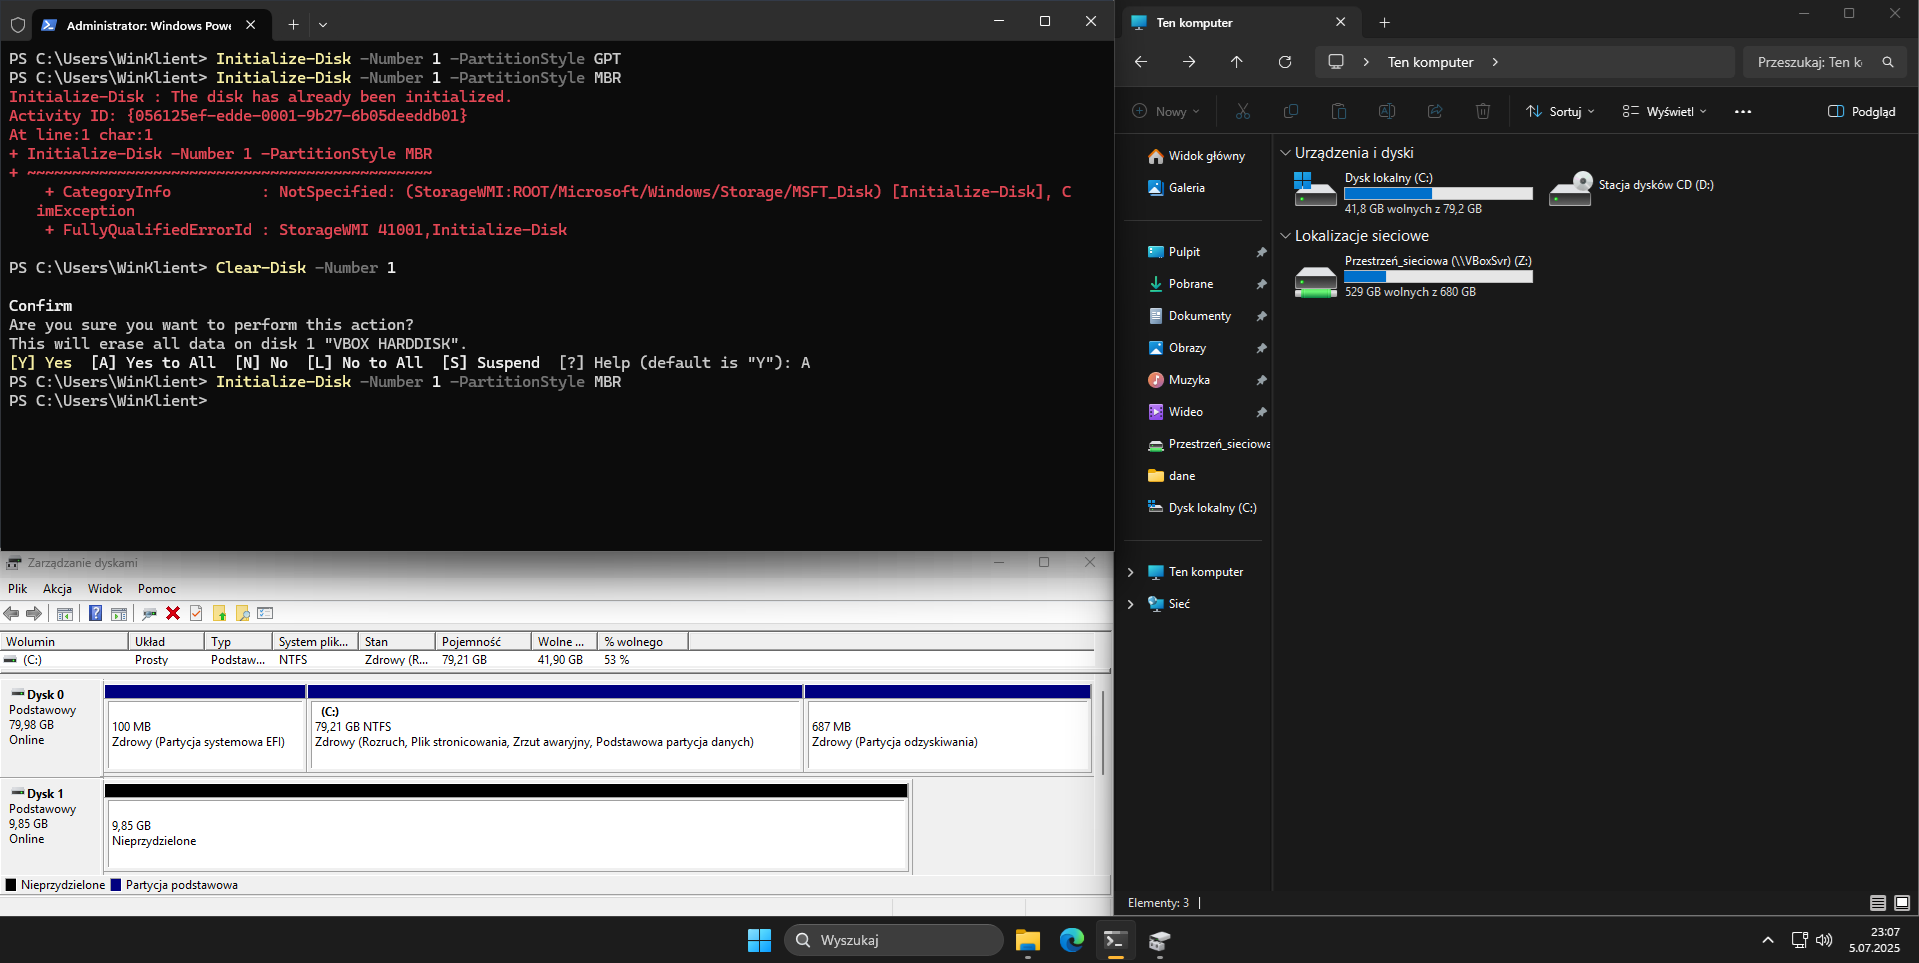 Administrator: Windows Powe
PS C:\Users\WinKlient> Initialize-Disk -Number 1 -PartitionStyle GPT
PS C:\Users\WinKlient> Initialize-Disk -Number 1 -PartitionStyle MBR
Initialize-Disk : The disk has already been initialized.
Activity ID: {056125ef-edde-0001-9b27-6b05deeddb01}
At line:1 char:1
+ Initialize-Disk -Number 1 -PartitionStyle MBR
+ ~~~~~~~~~~~~~~~~~~~~~~~~~~~~~~~~~~~~~~~~~~~~~
+ CategoryInfo          : NotSpecified: (StorageWMI:ROOT/Microsoft/Windows/Storage/MSFT_Disk) [Initialize-Disk], C
imException
+ FullyQualifiedErrorId : StorageWMI 41001,Initialize-Disk
PS C:\Users\WinKlient> Clear-Disk -Number 1
Confirm
Are you sure you want to perform this action?
This will erase all data on disk 1 "VBOX HARDDISK".
[Y] Yes  [A] Yes to All  [N] No  [L] No to All  [S] Suspend  [?] Help (default is "Y"): A
PS C:\Users\WinKlient> Initialize-Disk -Number 1 -PartitionStyle MBR
PS C:\Users\WinKlient>
Zarządzanie dyskami
Plik Akcja Widok Pomoc
Wolumin Układ Typ System plik... Stan Pojemność Wolne ... % wolnego
(C:) Prosty Podstaw... NTFS Zdrowy (R... 79,21 GB 41,90 GB 53 %
Dysk 0
Podstawowy
79,98 GB
Online
100 MB
Zdrowy (Partycja systemowa EFI)
(C:)
79,21 GB NTFS
Zdrowy (Rozruch, Plik stronicowania, Zrzut awaryjny, Podstawowa partycja danych)
687 MB
Zdrowy (Partycja odzyskiwania)
Dysk 1
Podstawowy
9,85 GB
Online
9,85 GB
Nieprzydzielone
Nieprzydzielone Partycja podstawowa
Ten komputer
Ten komputer
Przeszukaj: Ten k
Nowy Sortuj Wyświetl ... Podgląd
Widok główny
Galeria
Pulpit
Pobrane
Dokumenty
Obrazy
Muzyka
Wideo
Przestrzeń_sieciowa
dane
Dysk lokalny (C:)
Ten komputer
Sieć
Urządzenia i dyski
Dysk lokalny (C:)
41,8 GB wolnych z 79,2 GB
Stacja dysków CD (D:)
Lokalizacje sieciowe
Przestrzeń_sieciowa (\\VBoxSvr) (Z:)
529 GB wolnych z 680 GB
Elementy: 3
Wyszukaj
23:07
5.07.2025